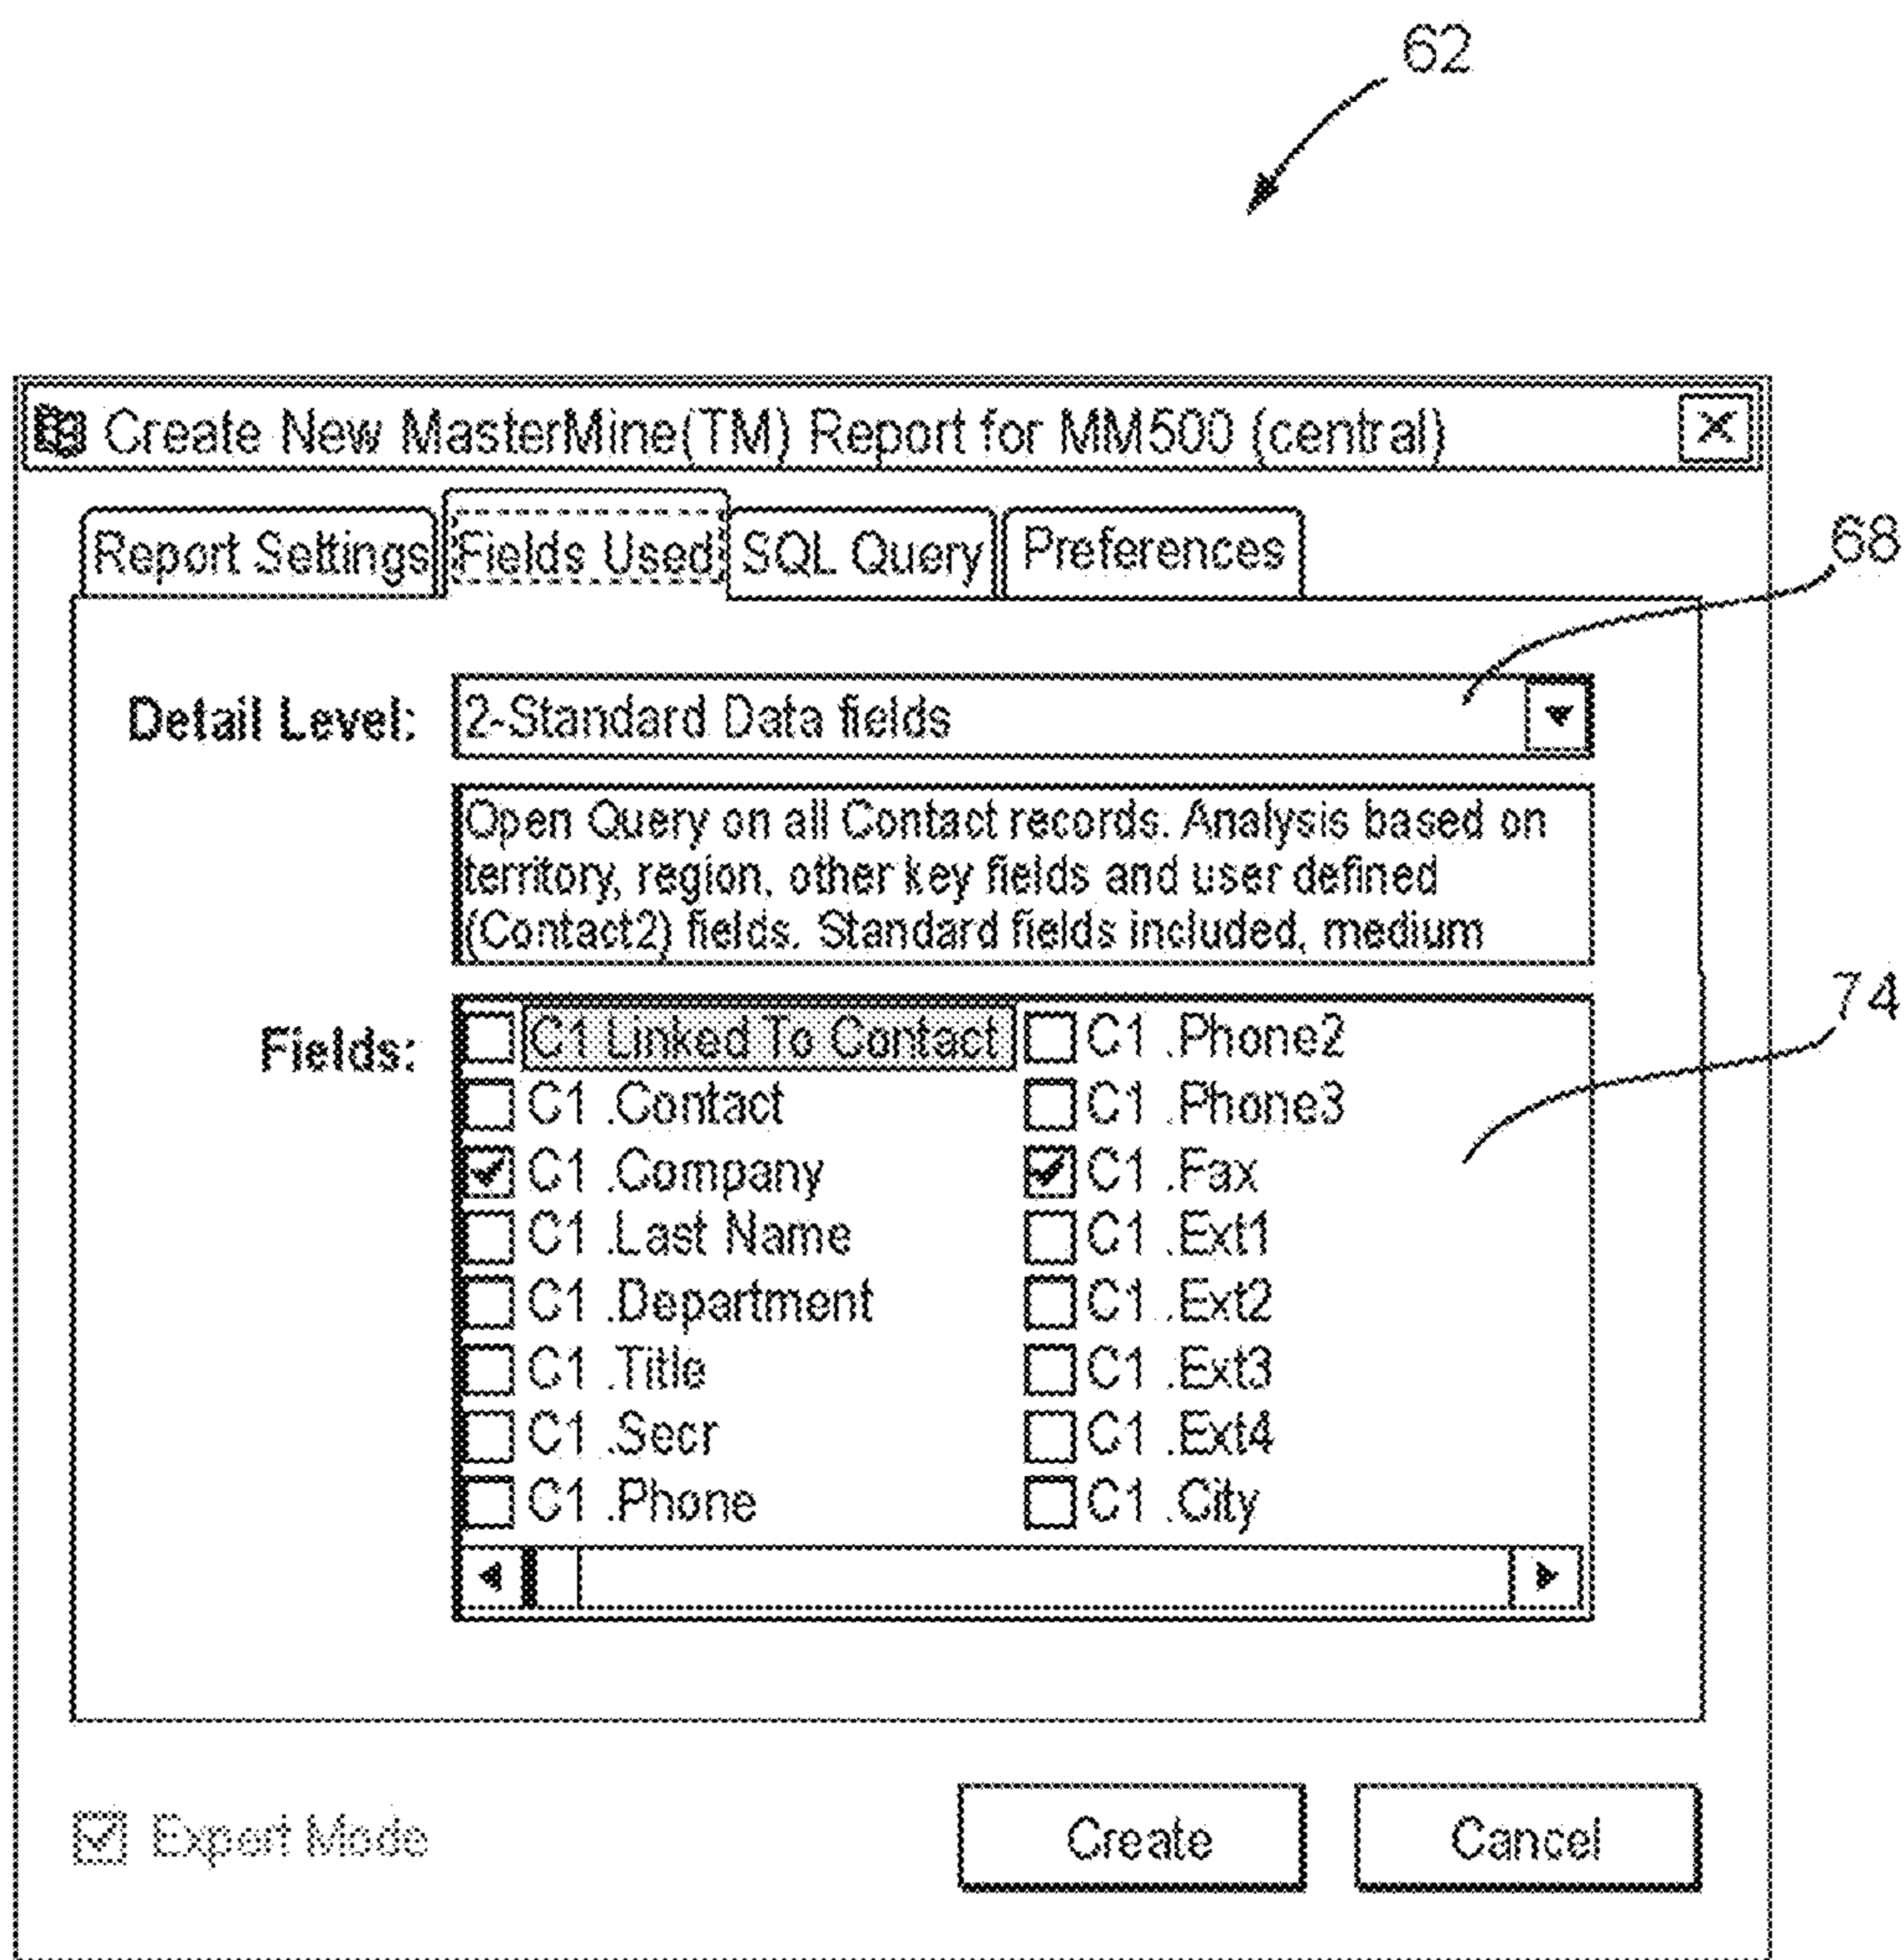 62
Create New MasterMine(TM) Report for MM500 (central)
Report Settings Fields Used SQL Query Preferences
68
Detail Level: 2-Standard Data fields
Open Query on all Contact records. Analysis based on
territory, region, other key fields and user defined
(Contact2) fields. Standard fields included, medium
74
Fields: C1 Linked To Contact C1 .Phone2
C1 .Contact C1 .Phone3
C1 .Company C1 .Fax
C1 .Last Name C1 .Ext1
C1 .Department C1 .Ext2
C1 .Title C1 .Ext3
C1 .Secr C1 .Ext4
C1 .Phone C1 .City
Expert Mode Create Cancel